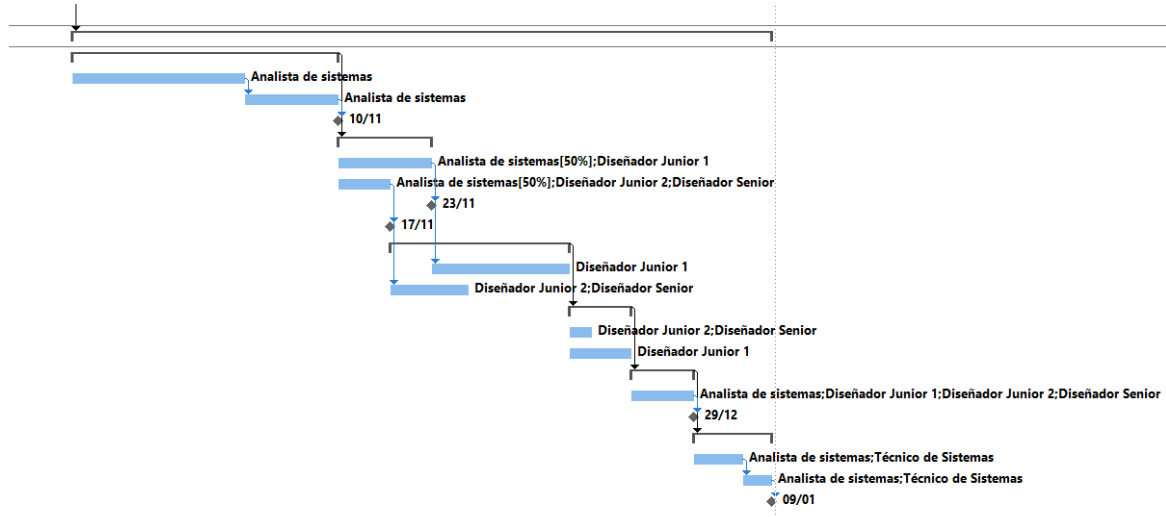 Analista de sistemas
Analista de sistemas
10/11
Analista de sistemas[50%];Diseñador Junior 1
Analista de sistemas[50%];Diseñador Junior 2;Diseñador Senior
23/11
17/11
Diseñador Junior 1
Diseñador Junior 2;Diseñador Senior
Diseñador Junior 2;Diseñador Senior
Diseñador Junior 1
Analista de sistemas;Diseñador Junior 1;Diseñador Junior 2;Diseñador Senior
29/12
Analista de sistemas;Técnico de Sistemas
Analista de sistemas;Técnico de Sistemas
09/01